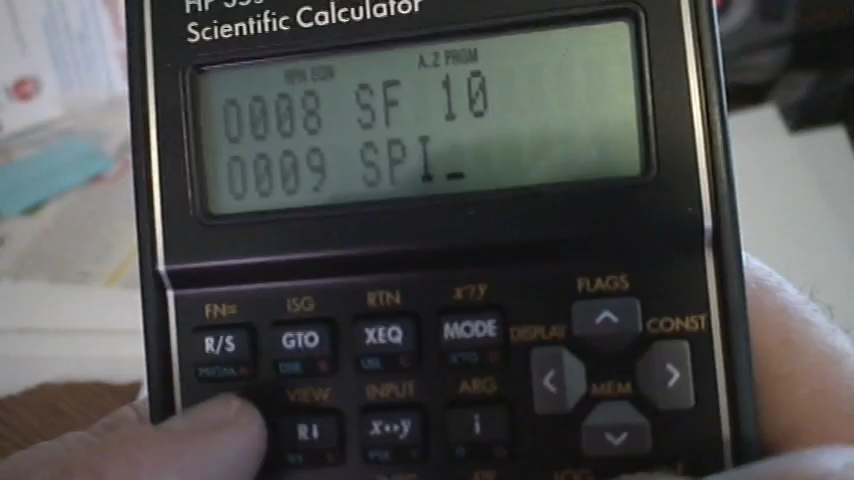 Scientific Calculator
RPN EQN A..Z PRGM
0008 SF 10
0009 SPI_
FLAGS
FN= ISG RTN x?y
R/S GTO XEQ MODE DISPLAY CONST
PRGM
VIEW INPUT ARG MEM
R↓ x↔y i